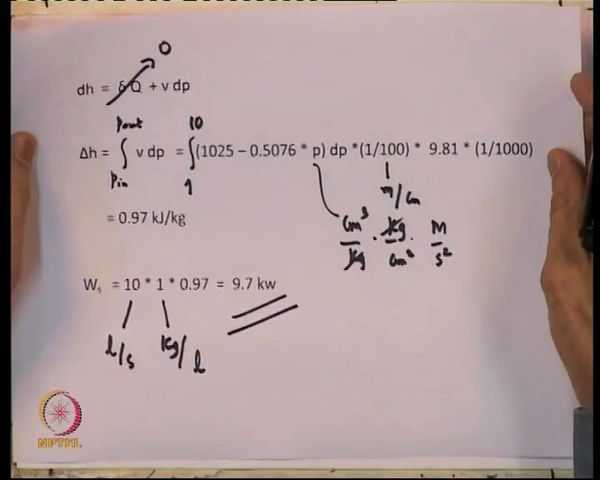 0
dh = δQ + v dp
Pout 10
Δh = ∫ v dp = ∫(1025 – 0.5076 * p) dp *(1/100) * 9.81 * (1/1000)
Pin 1
m/cm
= 0.97 kJ/kg
cm³/kg · kg/cm² · m/s²
Ws = 10 * 1 * 0.97 = 9.7 kw
l/s kg/l
NPTEL